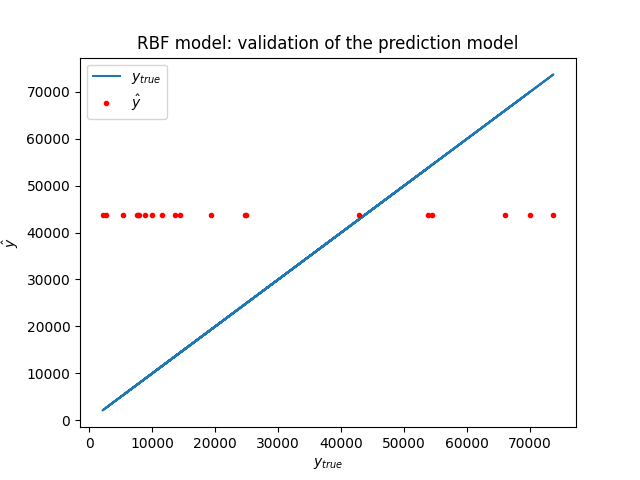 RBF model: validation of the prediction model
y_true
ŷ
70000
60000
50000
40000
30000
20000
10000
0
ŷ
0 10000 20000 30000 40000 50000 60000 70000
y_true